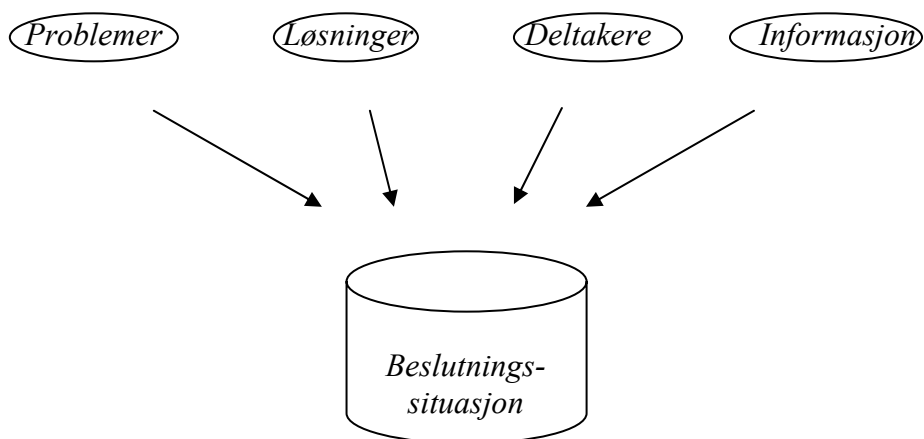 Problemer Løsninger Deltakere Informasjon
Beslutnings-
situasjon